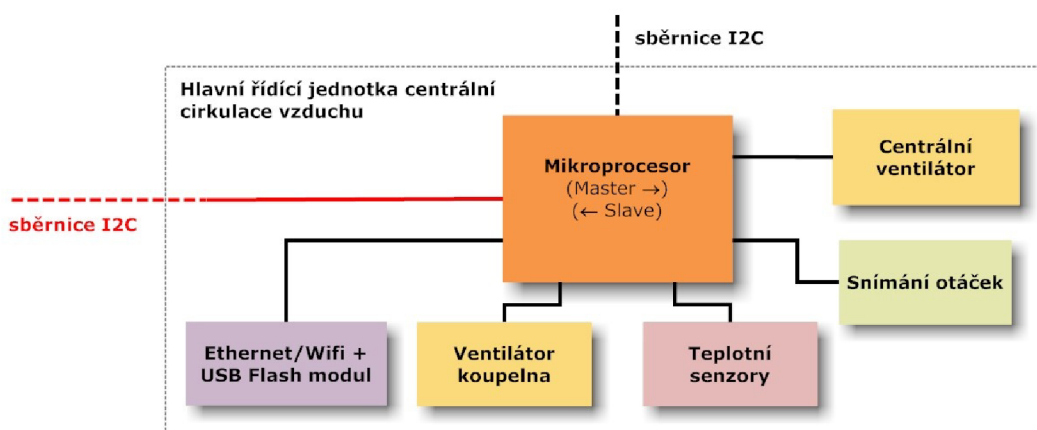 sběrnice I2C
Hlavní řídící jednotka centrální
cirkulace vzduchu
Mikroprocesor
(Master →)
(← Slave)
Centrální
ventilátor
sběrnice I2C
Snímání otáček
Ethernet/Wifi +
USB Flash modul
Ventilátor
koupelna
Teplotní
senzory